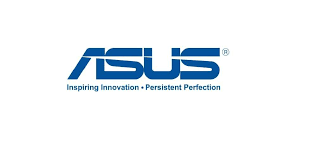 ASUS®
Inspiring Innovation • Persistent Perfection